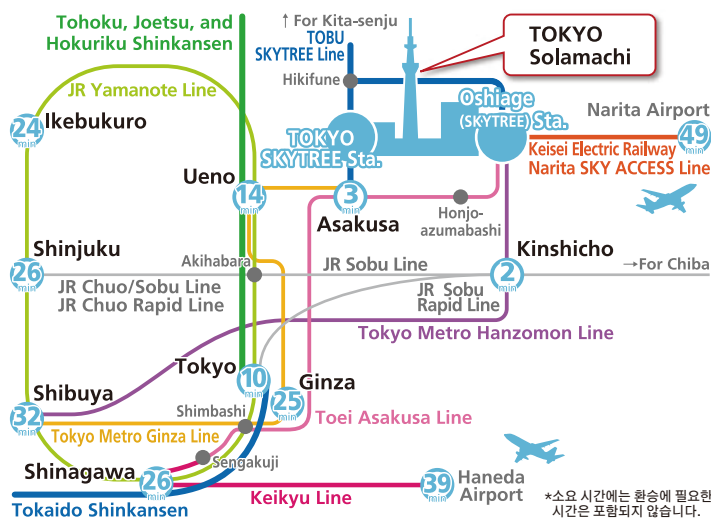 Tohoku, Joetsu, and
Hokuriku Shinkansen
↑ For Kita-senju
TOBU
SKYTREE Line
TOKYO
Solamachi
Hikifune
JR Yamanote Line
Oshiage
(SKYTREE) Sta.
Narita Airport
24
min
Ikebukuro
TOKYO
SKYTREE Sta.
Keisei Electric Railway
Narita SKY ACCESS Line
49
min
Ueno
14
min
3
min
Asakusa
Honjo-
azumabashi
Shinjuku
26
min
Akihabara
JR Sobu Line
Kinshicho
2
min
→For Chiba
JR Chuo/Sobu Line
JR Chuo Rapid Line
JR Sobu
Rapid Line
Tokyo Metro Hanzomon Line
Tokyo
10
min
Ginza
25
min
Shibuya
32
min
Shimbashi
Toei Asakusa Line
Tokyo Metro Ginza Line
Sengakuji
Shinagawa
26
min
Keikyu Line
39
min
Haneda
Airport
Tokaido Shinkansen
*소요 시간에는 환승에 필요한
시간은 포함되지 않습니다.